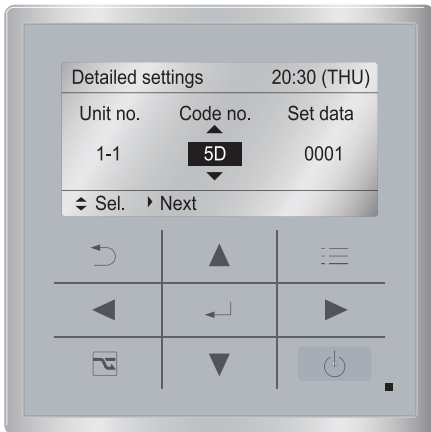 Detailed settings 20:30 (THU)
Unit no. Code no. Set data
1-1 5D 0001
Sel. Next